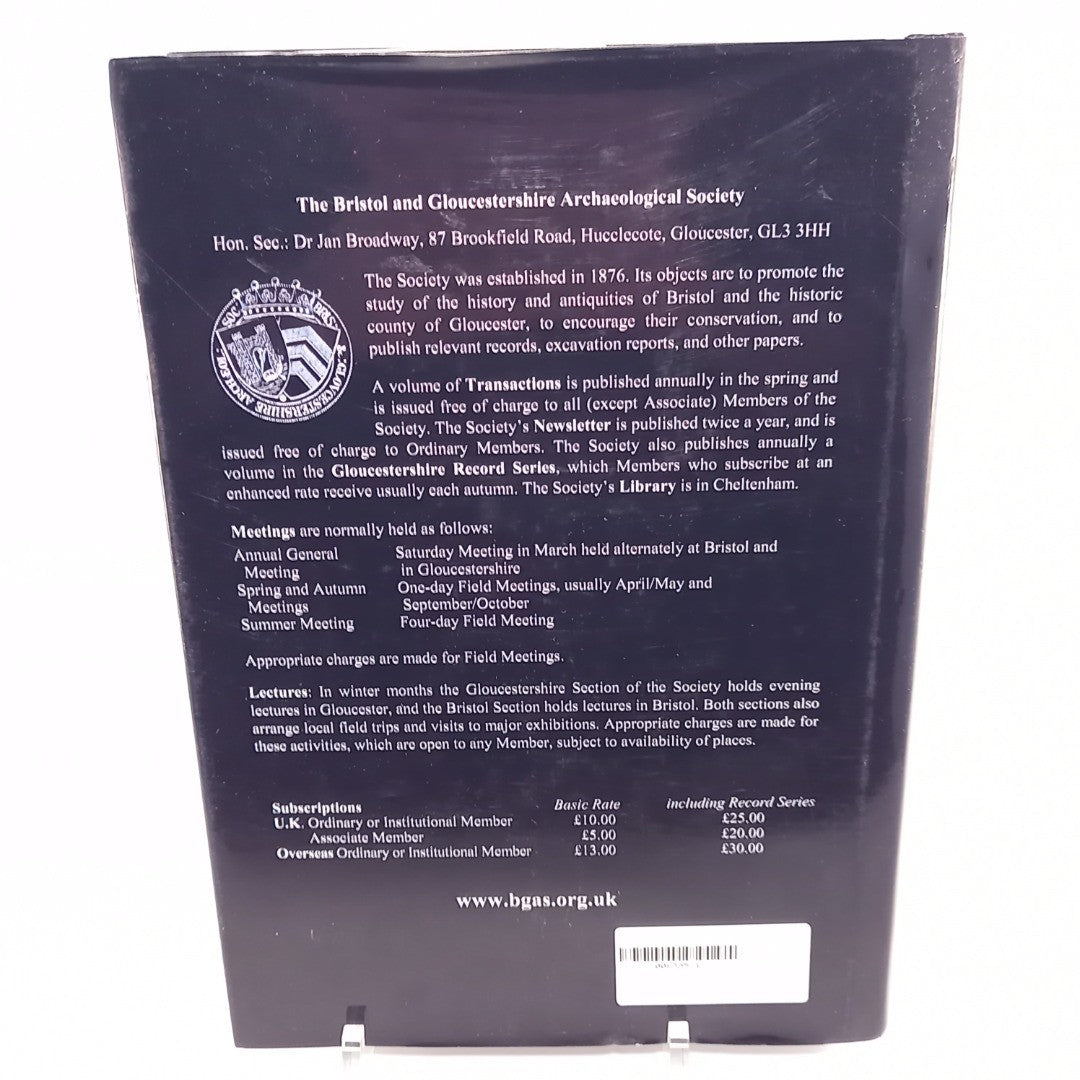 The Bristol and Gloucestershire Archaeological Society
Hon. Sec.: Dr Jan Broadway, 87 Brookfield Road, Hucclecote, Gloucester, GL3 3HH
The Society was established in 1876. Its objects are to promote the
study of the history and antiquities of Bristol and the historic
county of Gloucester, to encourage their conservation, and to
publish relevant records, excavation reports, and other papers.
SOC BRIS
& GLOVCESTERSHIRE ARCHÆOL
A volume of Transactions is published annually in the spring and
is issued free of charge to all (except Associate) Members of the
Society. The Society's Newsletter is published twice a year, and is
issued free of charge to Ordinary Members. The Society also publishes annually a
volume in the Gloucestershire Record Series, which Members who subscribe at an
enhanced rate receive usually each autumn. The Society's Library is in Cheltenham.
Meetings are normally held as follows:
Annual General Saturday Meeting in March held alternately at Bristol and
Meeting in Gloucestershire
Spring and Autumn One-day Field Meetings, usually April/May and
Meetings September/October
Summer Meeting Four-day Field Meeting
Appropriate charges are made for Field Meetings.
Lectures: In winter months the Gloucestershire Section of the Society holds evening
lectures in Gloucester, and the Bristol Section holds lectures in Bristol. Both sections also
arrange local field trips and visits to major exhibitions. Appropriate charges are made for
these activities, which are open to any Member, subject to availability of places.
Subscriptions Basic Rate including Record Series
U.K. Ordinary or Institutional Member £10.00 £25.00
Associate Member £5.00 £20.00
Overseas Ordinary or Institutional Member £13.00 £30.00
www.bgas.org.uk